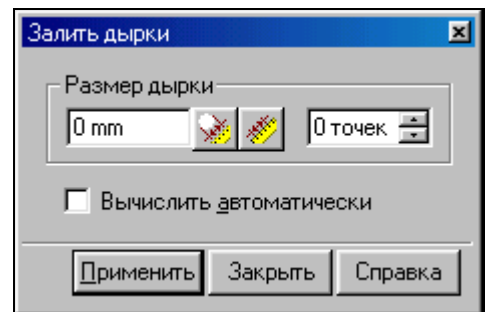 Залить дырки
Размер дырки
0 mm 0 точек
Вычислить автоматически
Применить Закрыть Справка